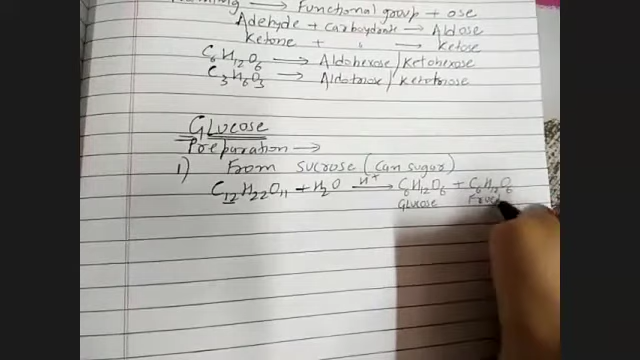 Functional group + ose
Adehyde + Carboydrate → Aldose
Ketone + " → Ketose
C6H12O6 → Aldohexose / Ketohexose
C3H6O3 → Aldotriose / Ketotriose
GLucose
Preparation →
1) From sucrose (Can sugar)
C12H22O11 + H2O H+→ C6H12O6 + C6H12O6
Glucose